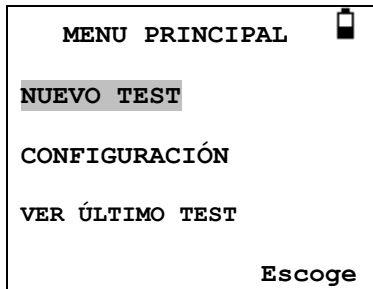 MENU PRINCIPAL
NUEVO TEST
CONFIGURACIÓN
VER ÚLTIMO TEST
Escoge